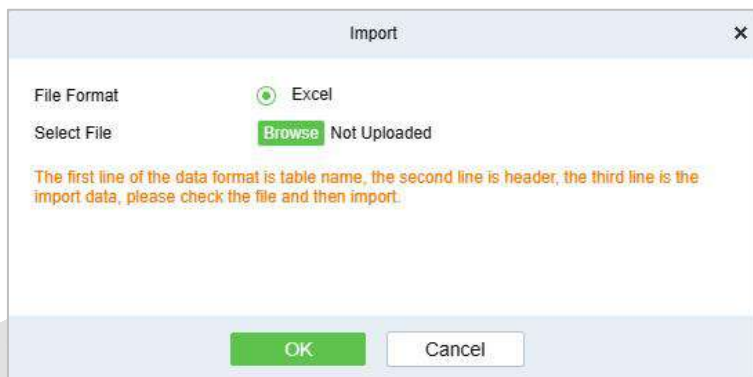 Import
File Format Excel
Select File Browse Not Uploaded
The first line of the data format is table name, the second line is header, the third line is the
import data, please check the file and then import.
OK Cancel